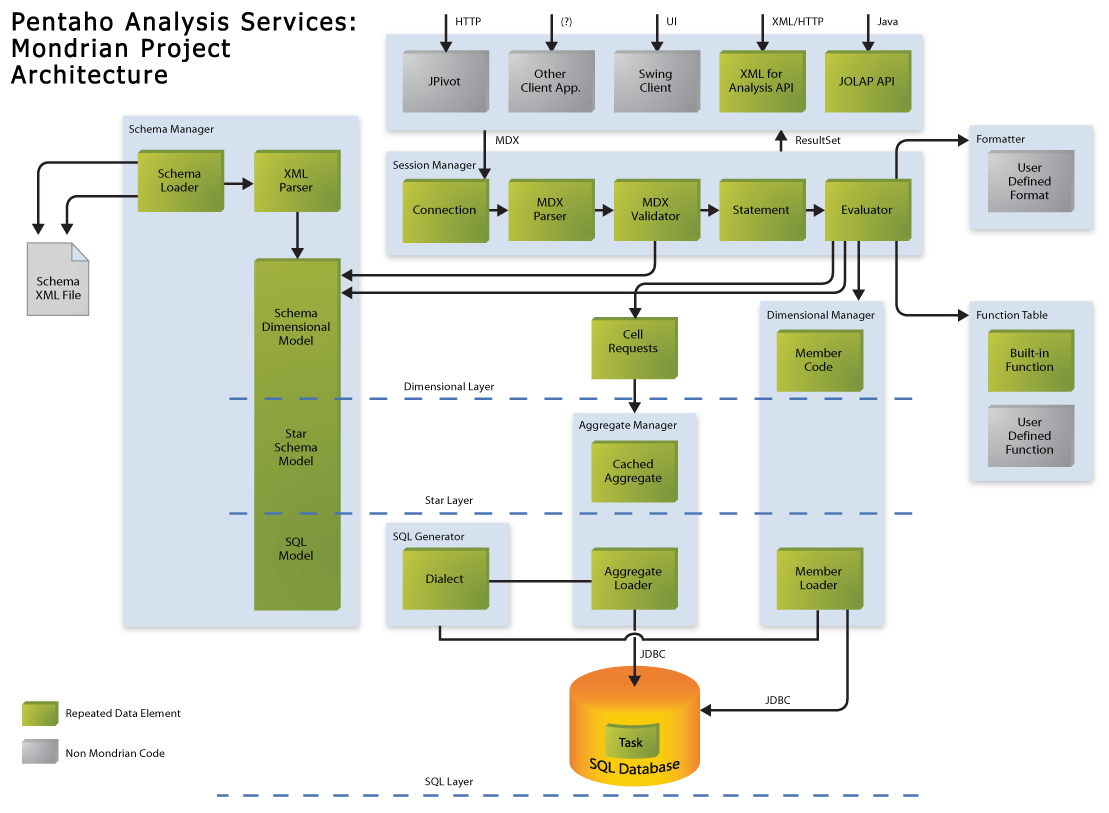 Pentaho Analysis Services:
Mondrian Project
Architecture
HTTP
(?)
UI
XML/HTTP
Java
JPivot
Other
Client App.
Swing
Client
XML for
Analysis API
JOLAP API
MDX
ResultSet
Schema Manager
Schema
Loader
XML
Parser
Schema
XML File
Schema
Dimensional
Model
Star
Schema
Model
SQL
Model
Session Manager
Connection
MDX
Parser
MDX
Validator
Statement
Evaluator
Formatter
User
Defined
Format
Cell
Requests
Dimensional Manager
Member
Code
Function Table
Built-in
Function
User
Defined
Function
Dimensional Layer
Aggregate Manager
Cached
Aggregate
Star Layer
SQL Generator
Dialect
Aggregate
Loader
Member
Loader
JDBC
JDBC
Task
SQL Database
Repeated Data Element
Non Mondrian Code
SQL Layer